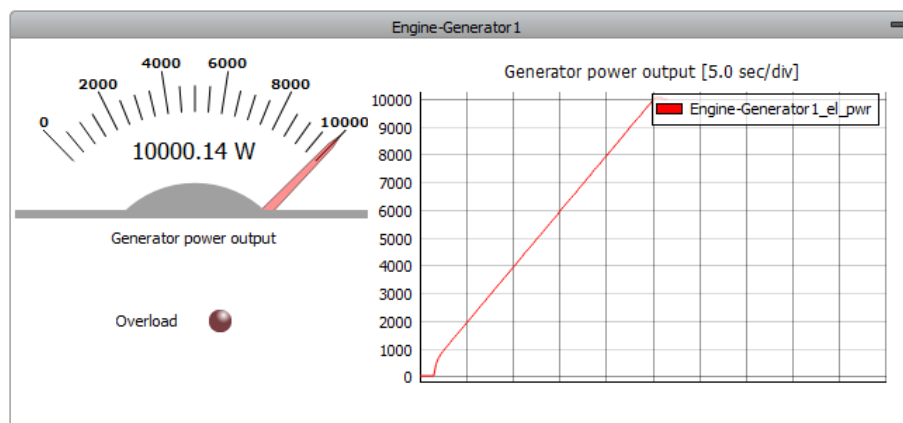 Engine-Generator1
0
2000
4000
6000
8000
10000
10000.14 W
Generator power output
Overload
Generator power output [5.0 sec/div]
Engine-Generator1_el_pwr
10000
9000
8000
7000
6000
5000
4000
3000
2000
1000
0